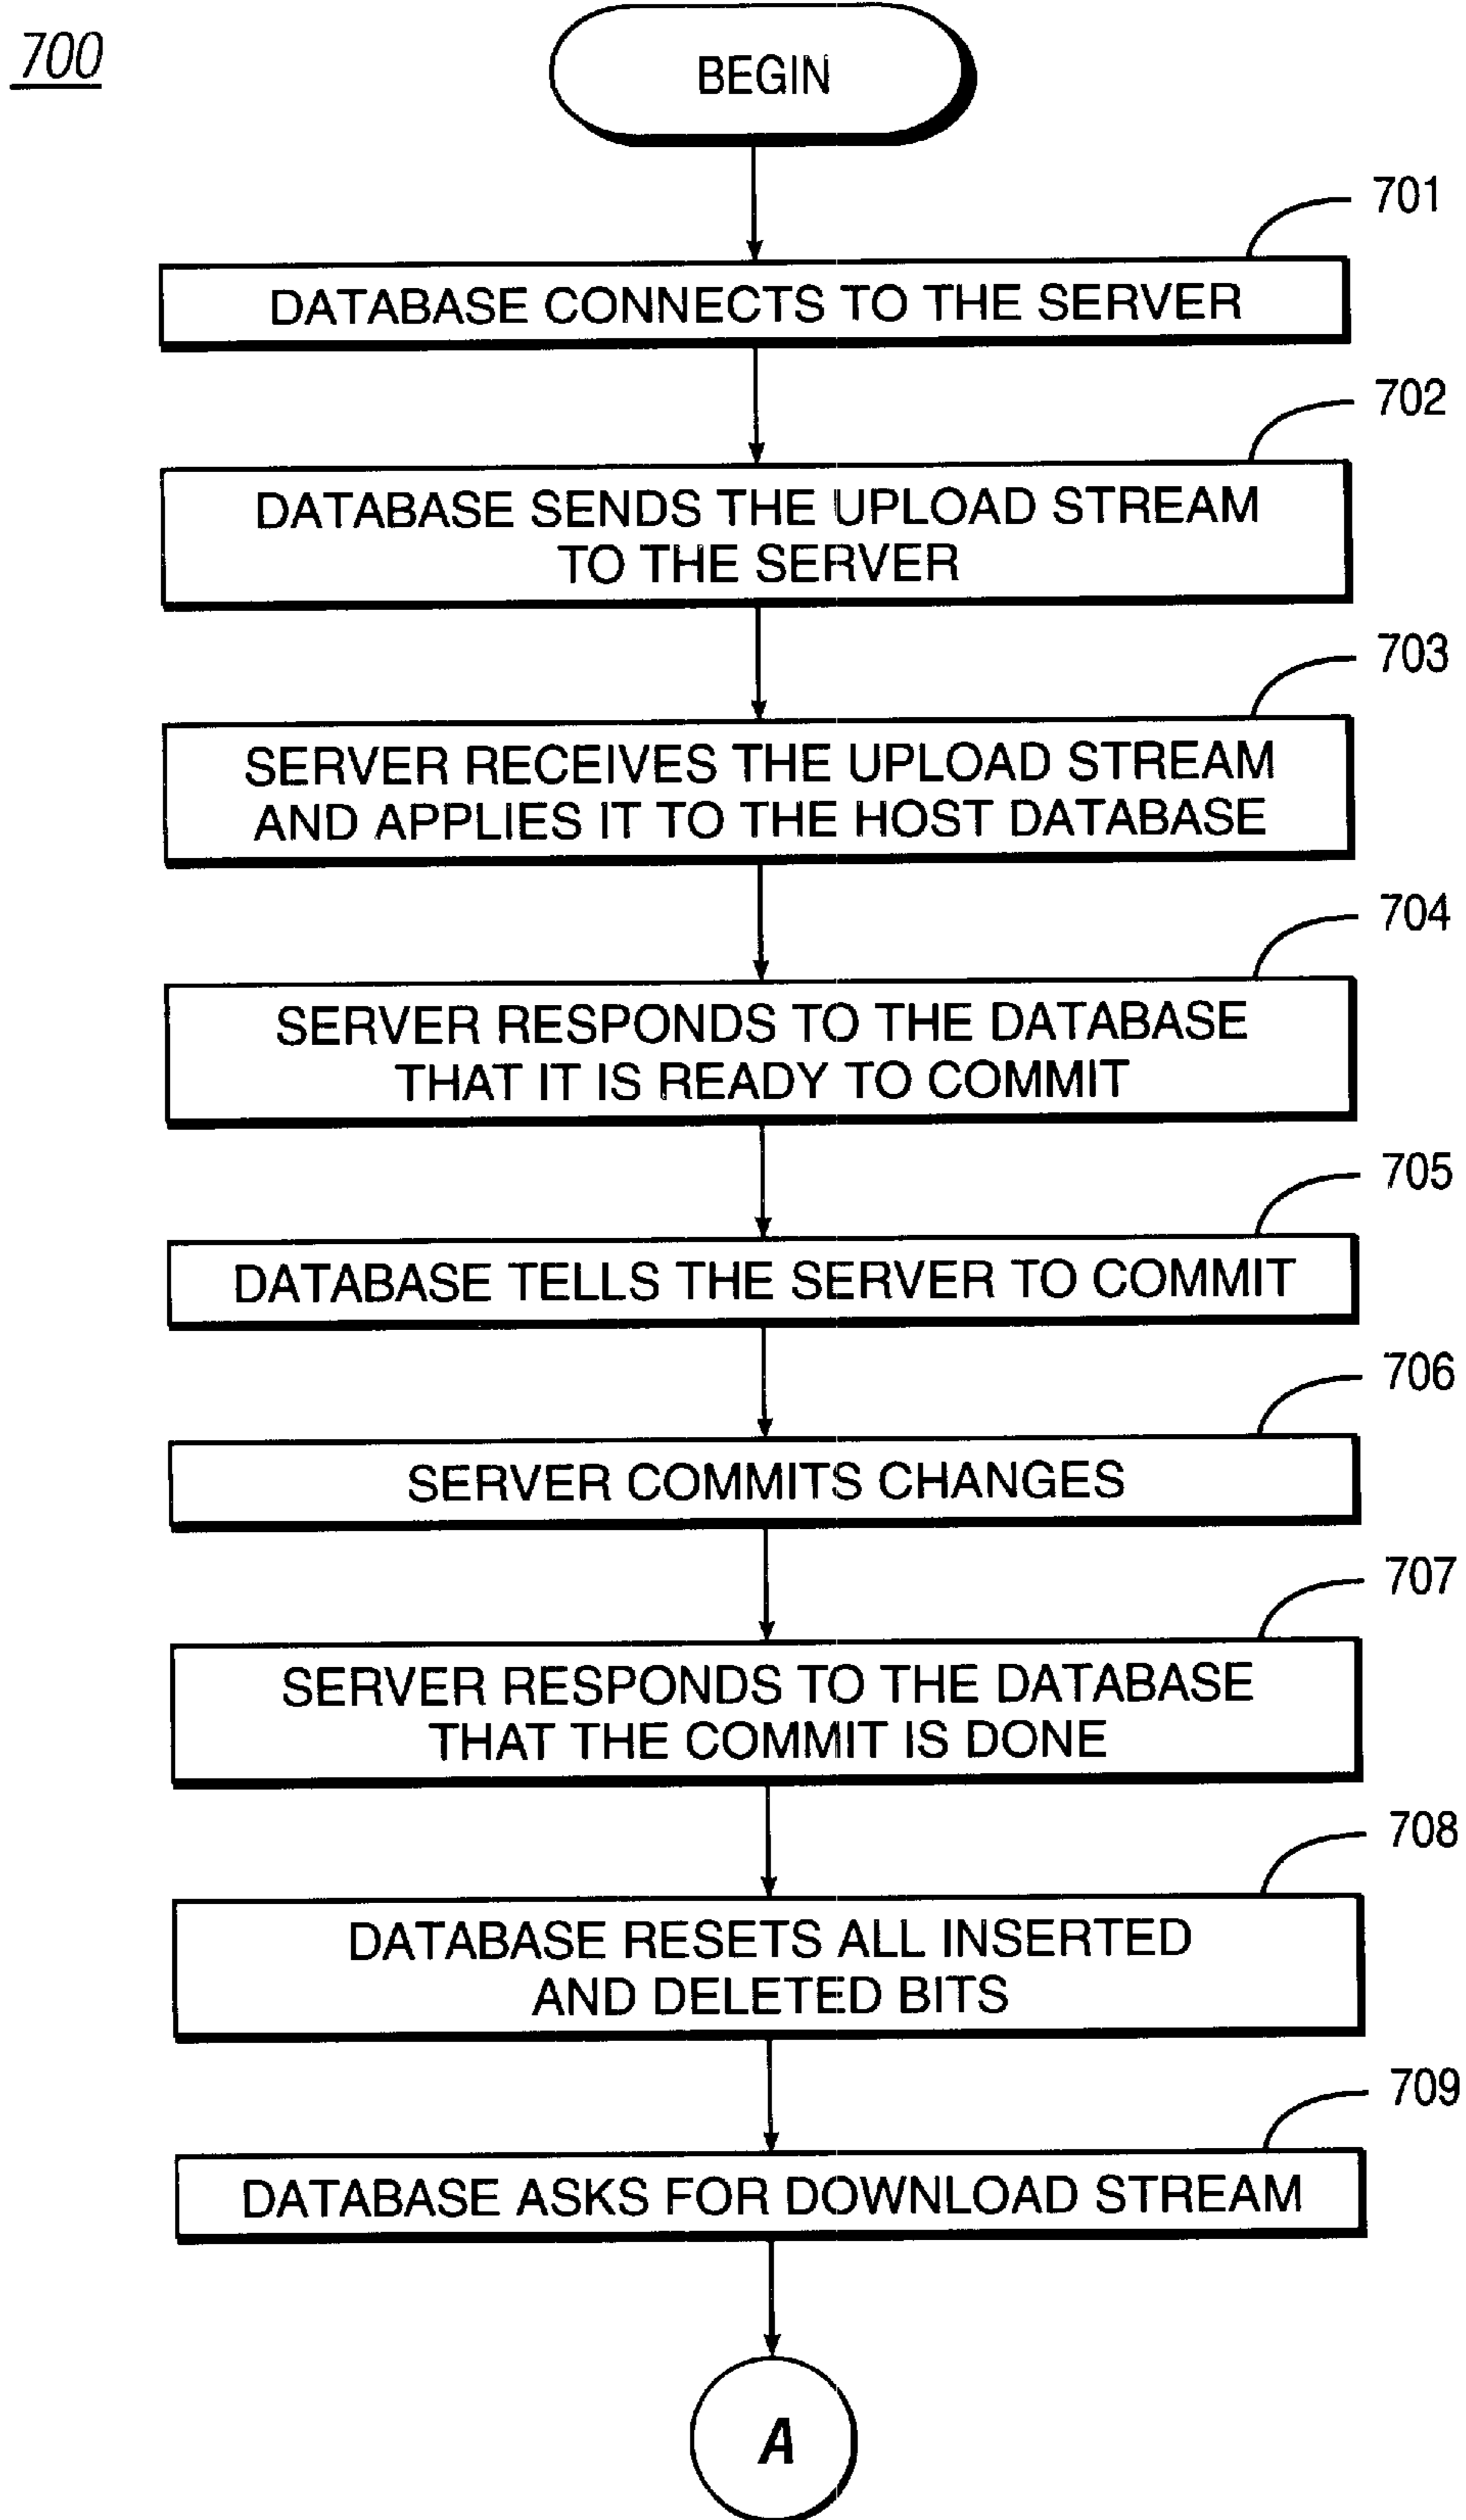 700
BEGIN
701
DATABASE CONNECTS TO THE SERVER
702
DATABASE SENDS THE UPLOAD STREAM
TO THE SERVER
703
SERVER RECEIVES THE UPLOAD STREAM
AND APPLIES IT TO THE HOST DATABASE
704
SERVER RESPONDS TO THE DATABASE
THAT IT IS READY TO COMMIT
705
DATABASE TELLS THE SERVER TO COMMIT
706
SERVER COMMITS CHANGES
707
SERVER RESPONDS TO THE DATABASE
THAT THE COMMIT IS DONE
708
DATABASE RESETS ALL INSERTED
AND DELETED BITS
709
DATABASE ASKS FOR DOWNLOAD STREAM
A